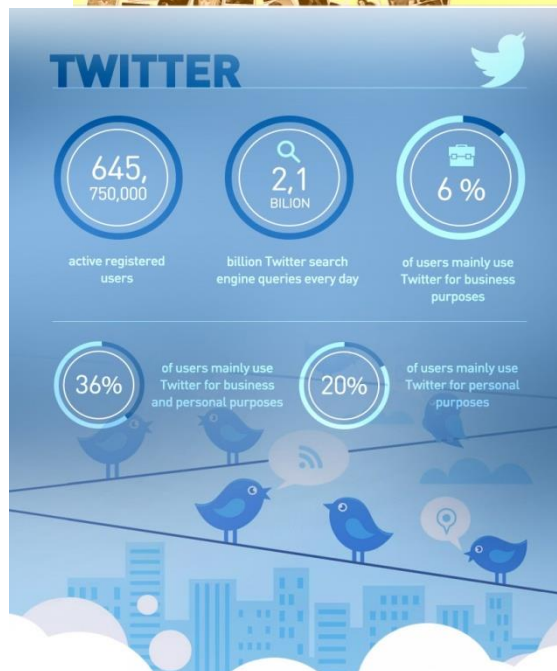 TWITTER
645,
750,000
active registered
users
2,1
BILION
billion Twitter search
engine queries every day
6 %
of users mainly use
Twitter for business
purposes
36%
of users mainly use
Twitter for business
and personal purposes
20%
of users mainly use
Twitter for personal
purposes